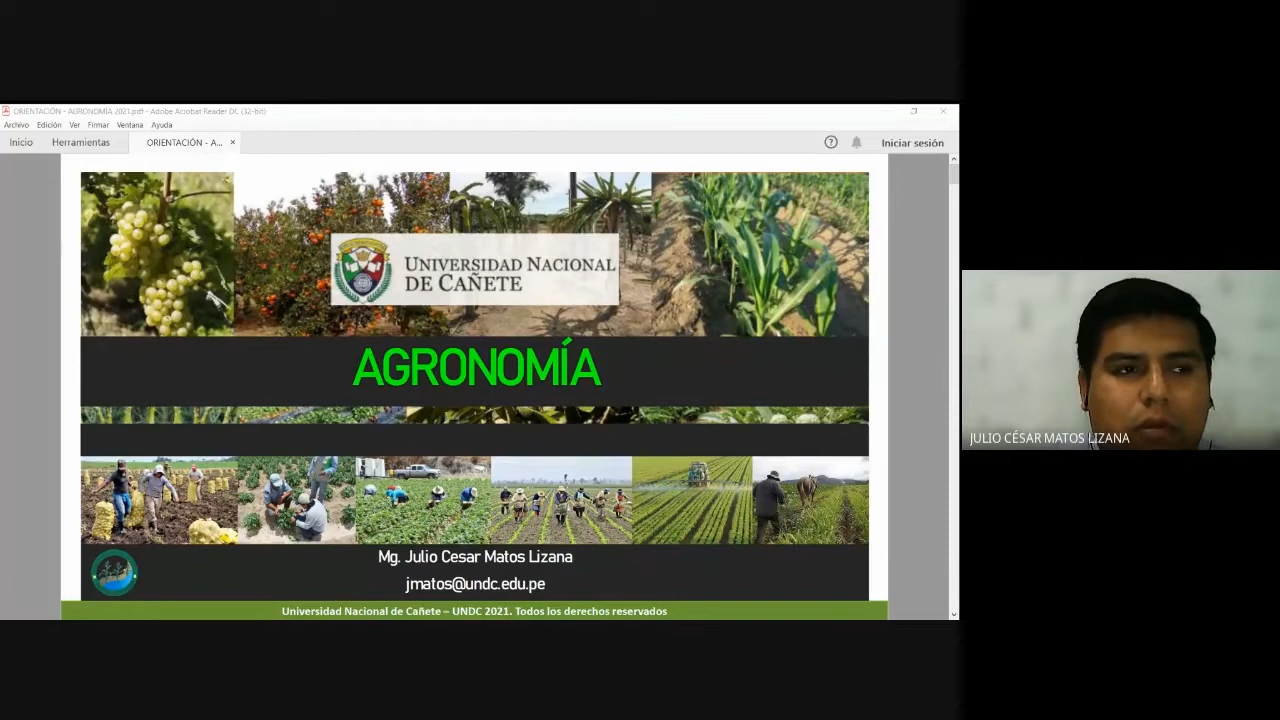 ORIENTACIÓN - AGRONOMÍA 2021.pdf - Adobe Acrobat Reader DC (32-bit)
Archivo Edición Ver Firmar Ventana Ayuda
Inicio Herramientas ORIENTACIÓN - A... × Iniciar sesión
UNIVERSIDAD NACIONAL
DE CAÑETE
AGRONOMÍA
Mg. Julio Cesar Matos Lizana
jmatos@undc.edu.pe
Universidad Nacional de Cañete – UNDC 2021. Todos los derechos reservados
JULIO CÉSAR MATOS LIZANA